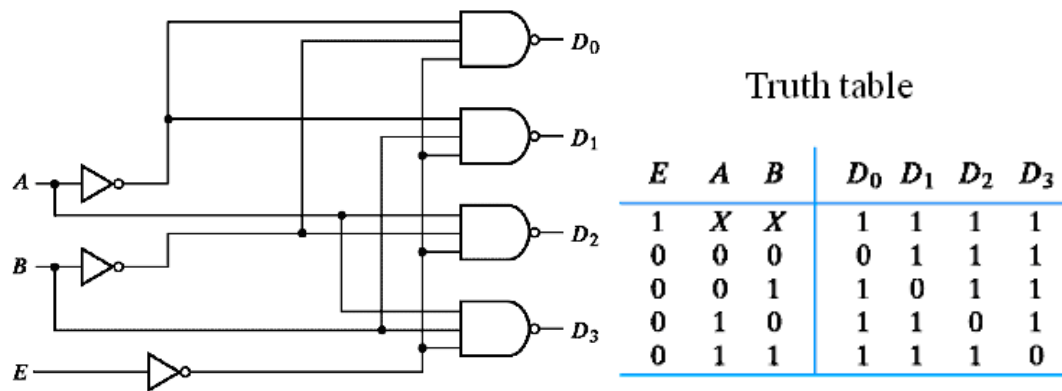 D₀
D₁
A
D₂
B
D₃
E
Truth table
E A B D₀ D₁ D₂ D₃
1 X X 1 1 1 1
0 0 0 0 1 1 1
0 0 1 1 0 1 1
0 1 0 1 1 0 1
0 1 1 1 1 1 0